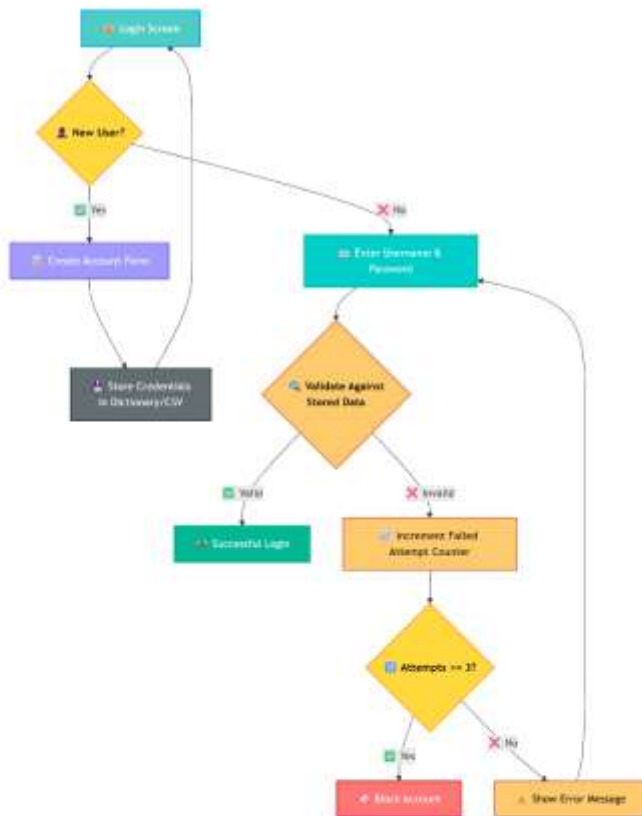 Login Screen
New User?
Yes
No
Create Account Form
Enter Username &
Password
Store Credentials
in Dictionary/CSV
Validate Against
Stored Data
Valid
Invalid
Successful Login
Increment Failed
Attempt Counter
Attempts >= 3?
Yes
No
Block Account
Show Error Message